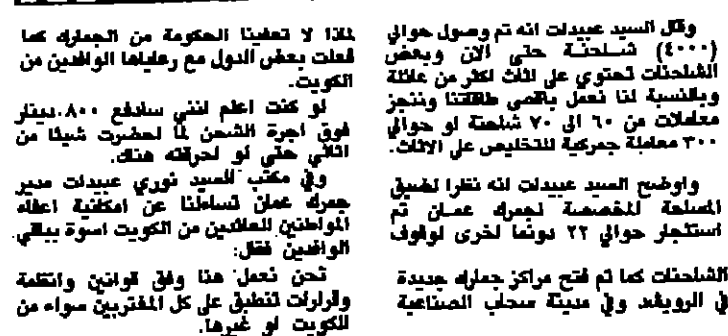 وقال السيد عبيدات انه تم وصول حوالي
(٤٠٠٠) شاحنة حتى الان وبعض
الشاحنات تحتوي على اثاث اكثر من عائلة
وبالنسبة لنا نعمل باقصى طاقتنا وننجز
معاملات من ٦٠ الى ٧٠ شاحنة او حوالي
٣٠٠ معاملة جمركية للتخليص على الاثاث.
واوضح السيد عبيدات انه نظرا لضيق
المساحة المخصصة لجمرك عمان تم
استئجار حوالي ٢٢ دونما اخرى لوقوف
الشاحنات كما تم فتح مراكز جمارك جديدة
في الرويشد وفي مدينة سحاب الصناعية
لماذا لا تعفينا الحكومة من الجمارك كما
فعلت بعض الدول مع رعاياها الوافدين من
الكويت.
لو كنت اعلم انني سادفع ٨٠٠ دينار
فوق اجرة الشحن لما احضرت شيئا من
اثاثي حتى لو احرقته هناك.
وفي مكتب السيد نوري عبيدات مدير
جمرك عمان تساءلنا عن امكانية اعفاء
المواطنين العائدين من الكويت اسوة بباقي
الوافدين فقال:
نحن نعمل هنا وفق قوانين وانظمة
وقرارات تنطبق على كل المغتربين سواء من
الكويت او غيرها.